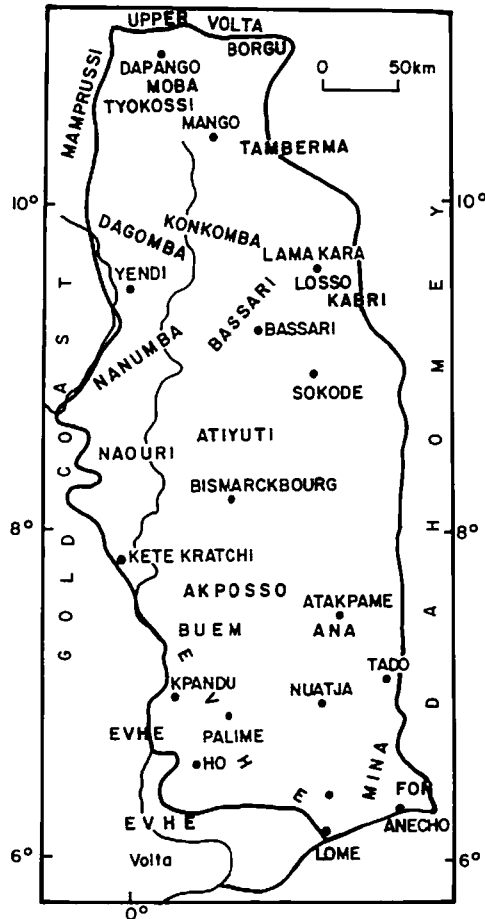 UPPER VOLTA
BORGU
0 50km
DAPANGO
MOBA
TYOKOSSI
MAMPRUSSI
MANGO
TAMBERMA
10° 10°
KONKOMBA
DAGOMBA
LAMA KARA
YENDI
LOSSO
KABRI
BASSARI
BASSARI
NANUMBA
SOKODE
ATIYUTI
NAOURI
BISMARCKBOURG
GOLD COAST
DAHOMEY
8° 8°
KETE KRATCHI
AKPOSSO
ATAKPAME
BUEM
ANA
TADO
KPANDU
NUATJA
EVHE
EVHE
PALIME
HO
MINA
FON
ANECHO
EVHE
LOME
6° 6°
Volta
0°